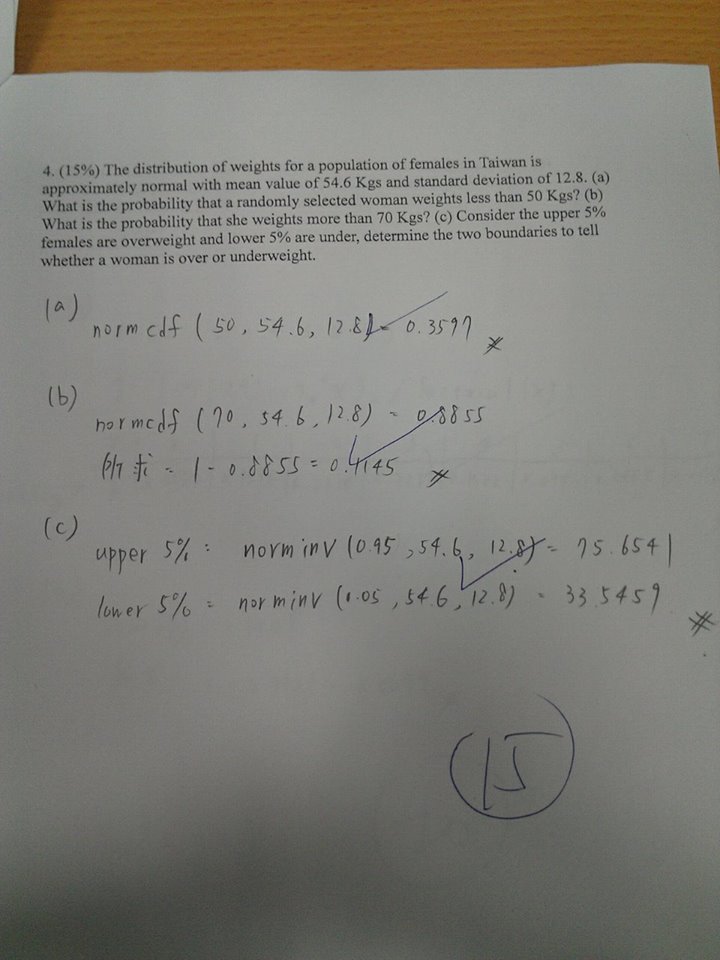 4. (15%) The distribution of weights for a population of females in Taiwan is
approximately normal with mean value of 54.6 Kgs and standard deviation of 12.8. (a)
What is the probability that a randomly selected woman weights less than 50 Kgs? (b)
What is the probability that she weights more than 70 Kgs? (c) Consider the upper 5%
females are overweight and lower 5% are under, determine the two boundaries to tell
whether a woman is over or underweight.
(a)
normcdf (50, 54.6, 12.8) = 0.3597
(b)
normcdf (70, 54.6, 12.8) = 0.8855
所求 = 1 - 0.8855 = 0.1145
(c)
upper 5% : norminv (0.95, 54.6, 12.8) = 75.6541
lower 5% : norminv (0.05, 54.6, 12.8) = 33.5459
15